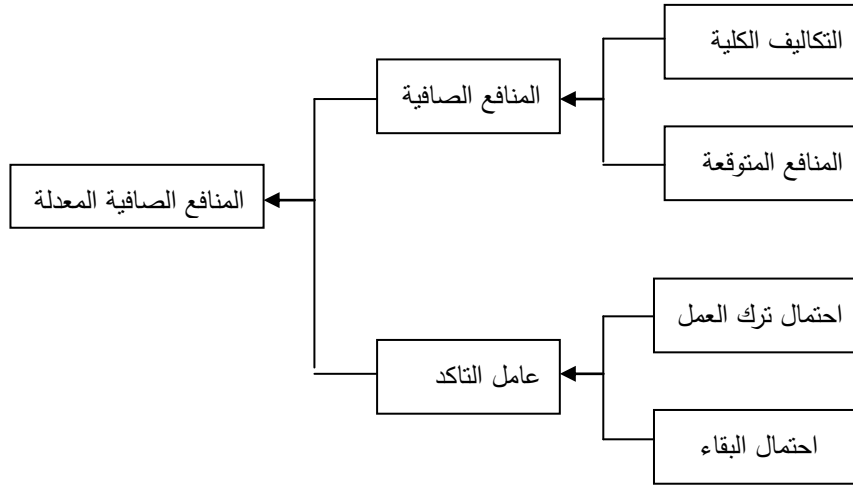 التكاليف الكلية
المنافع الصافية
المنافع المتوقعة
المنافع الصافية المعدلة
احتمال ترك العمل
عامل التاكد
احتمال البقاء